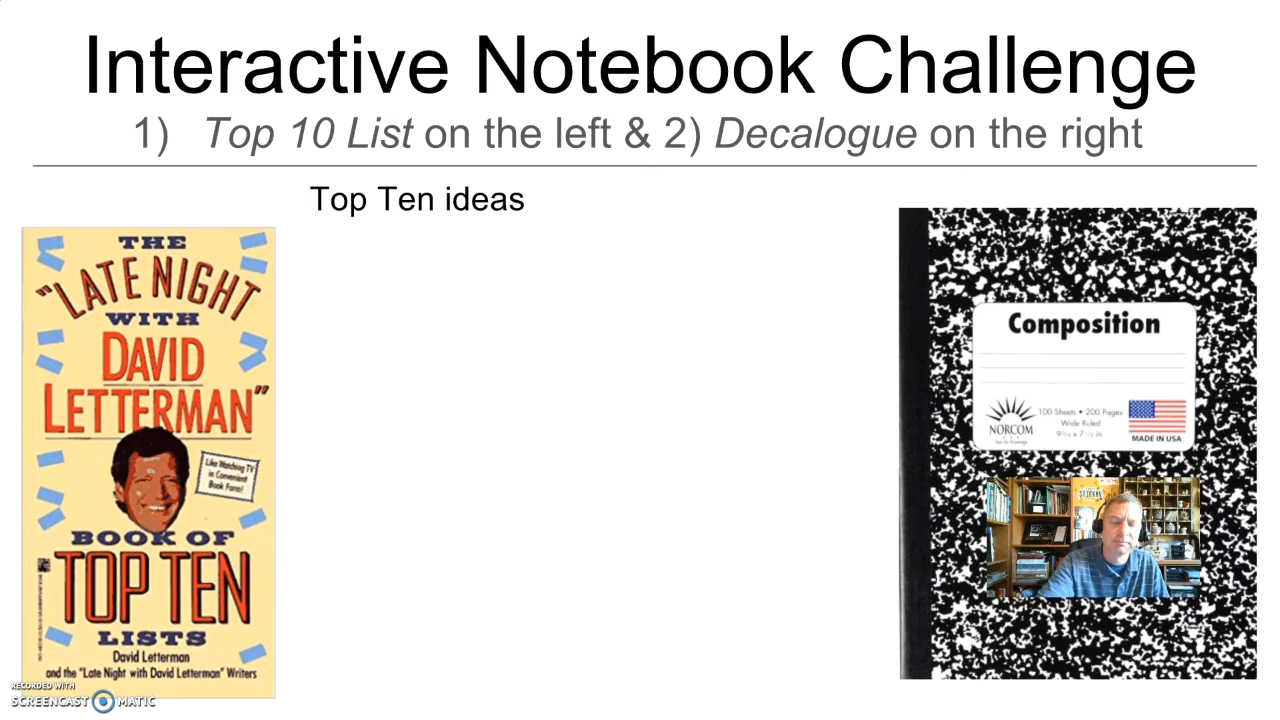 Interactive Notebook Challenge
1) Top 10 List on the left & 2) Decalogue on the right
Top Ten ideas
THE
"LATE NIGHT
WITH
DAVID
LETTERMAN"
Like Watching TV
in Convenient
Book Form!
BOOK OF
TOP TEN
LISTS
David Letterman
and the "Late Night with David Letterman" Writers
Composition
100 Sheets • 200 Pages
Wide Ruled
NORCOM
MADE IN USA
RECORDED WITH
SCREENCAST MATIC